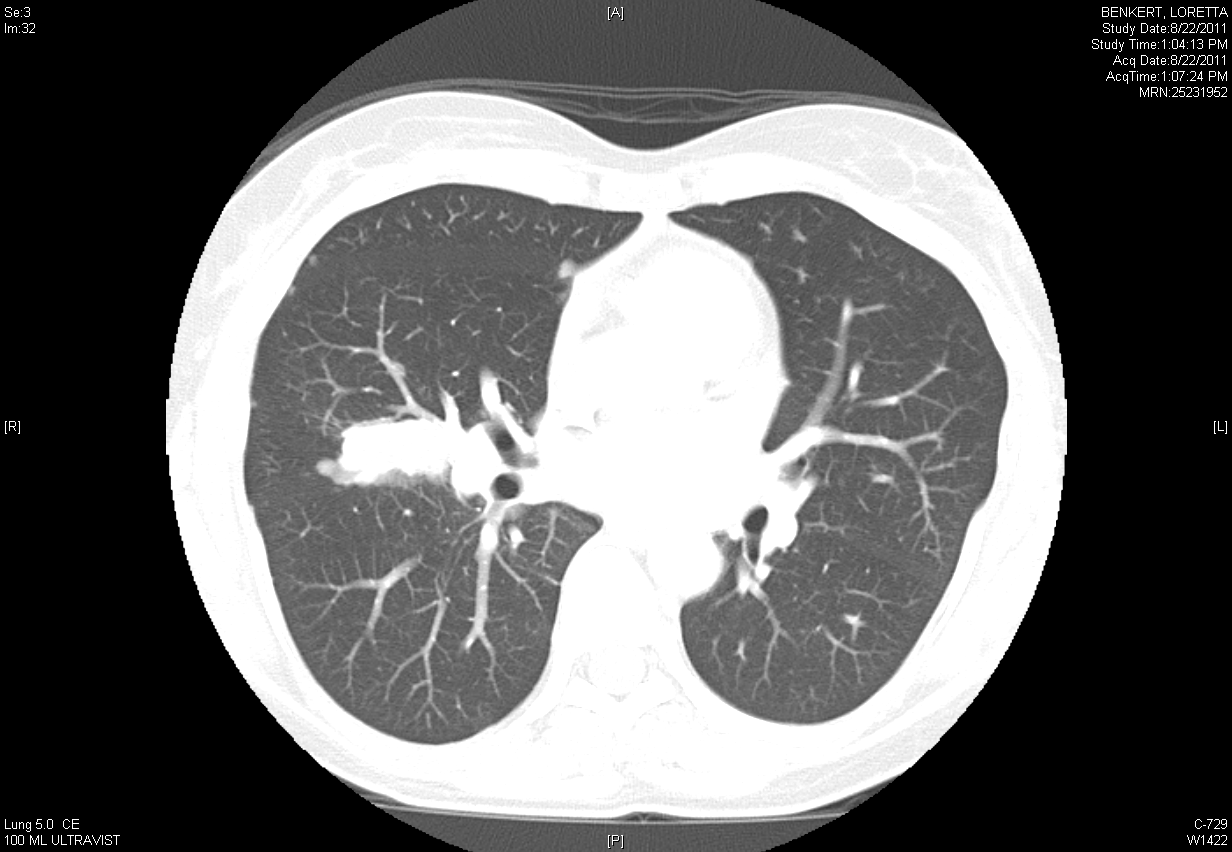 Se:3
Im:32
[A]
BENKERT, LORETTA
Study Date:8/22/2011
Study Time:1:04:13 PM
Acq Date:8/22/2011
AcqTime:1:07:24 PM
MRN:25231952
[R]
[L]
Lung 5.0 CE
100 ML ULTRAVIST
[P]
C-729
W1422